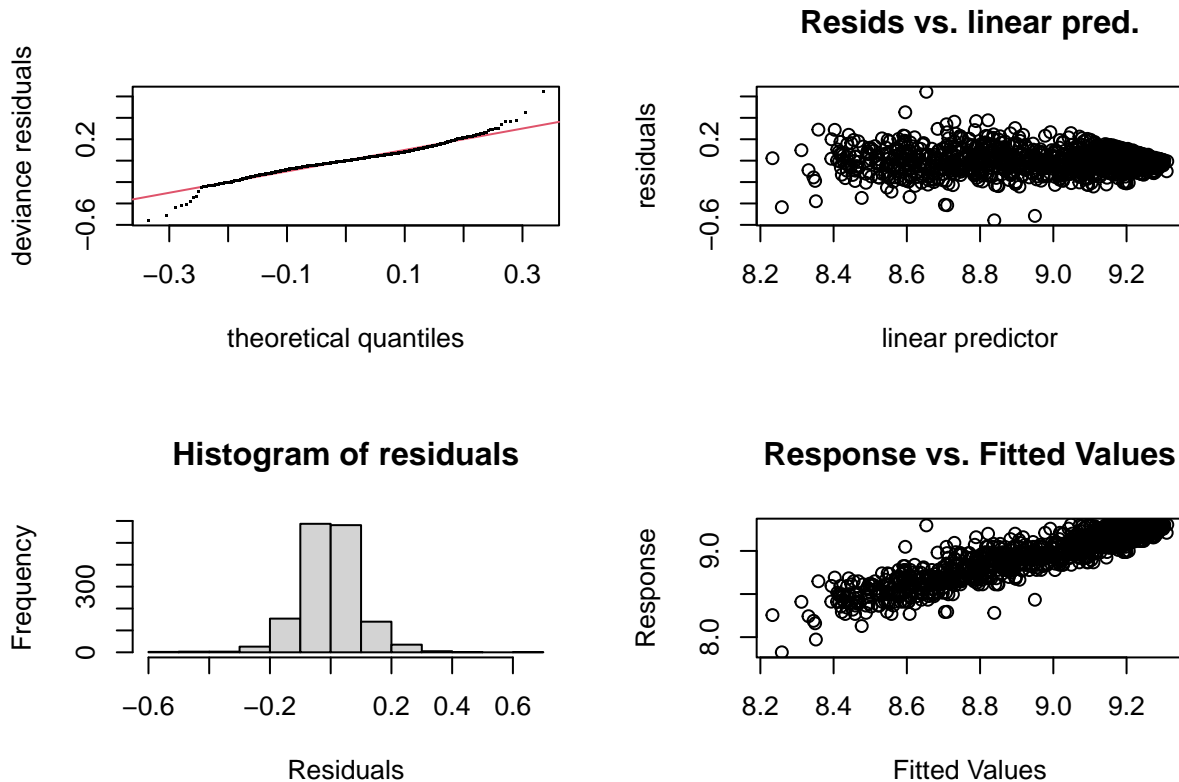 deviance residuals
−0.6
0.2
−0.3
−0.1
0.1
0.3
theoretical quantiles
Resids vs. linear pred.
residuals
−0.6
0.2
8.2
8.4
8.6
8.8
9.0
9.2
linear predictor
Histogram of residuals
Frequency
0
300
−0.6
−0.2
0.2
0.4
0.6
Residuals
Response vs. Fitted Values
Response
8.0
9.0
8.2
8.4
8.6
8.8
9.0
9.2
Fitted Values